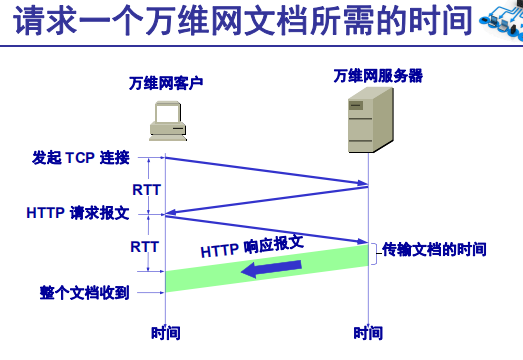 请求一个万维网文档所需的时间
万维网客户
万维网服务器
发起 TCP 连接
RTT
HTTP 请求报文
RTT
HTTP 响应报文
传输文档的时间
整个文档收到
时间
时间